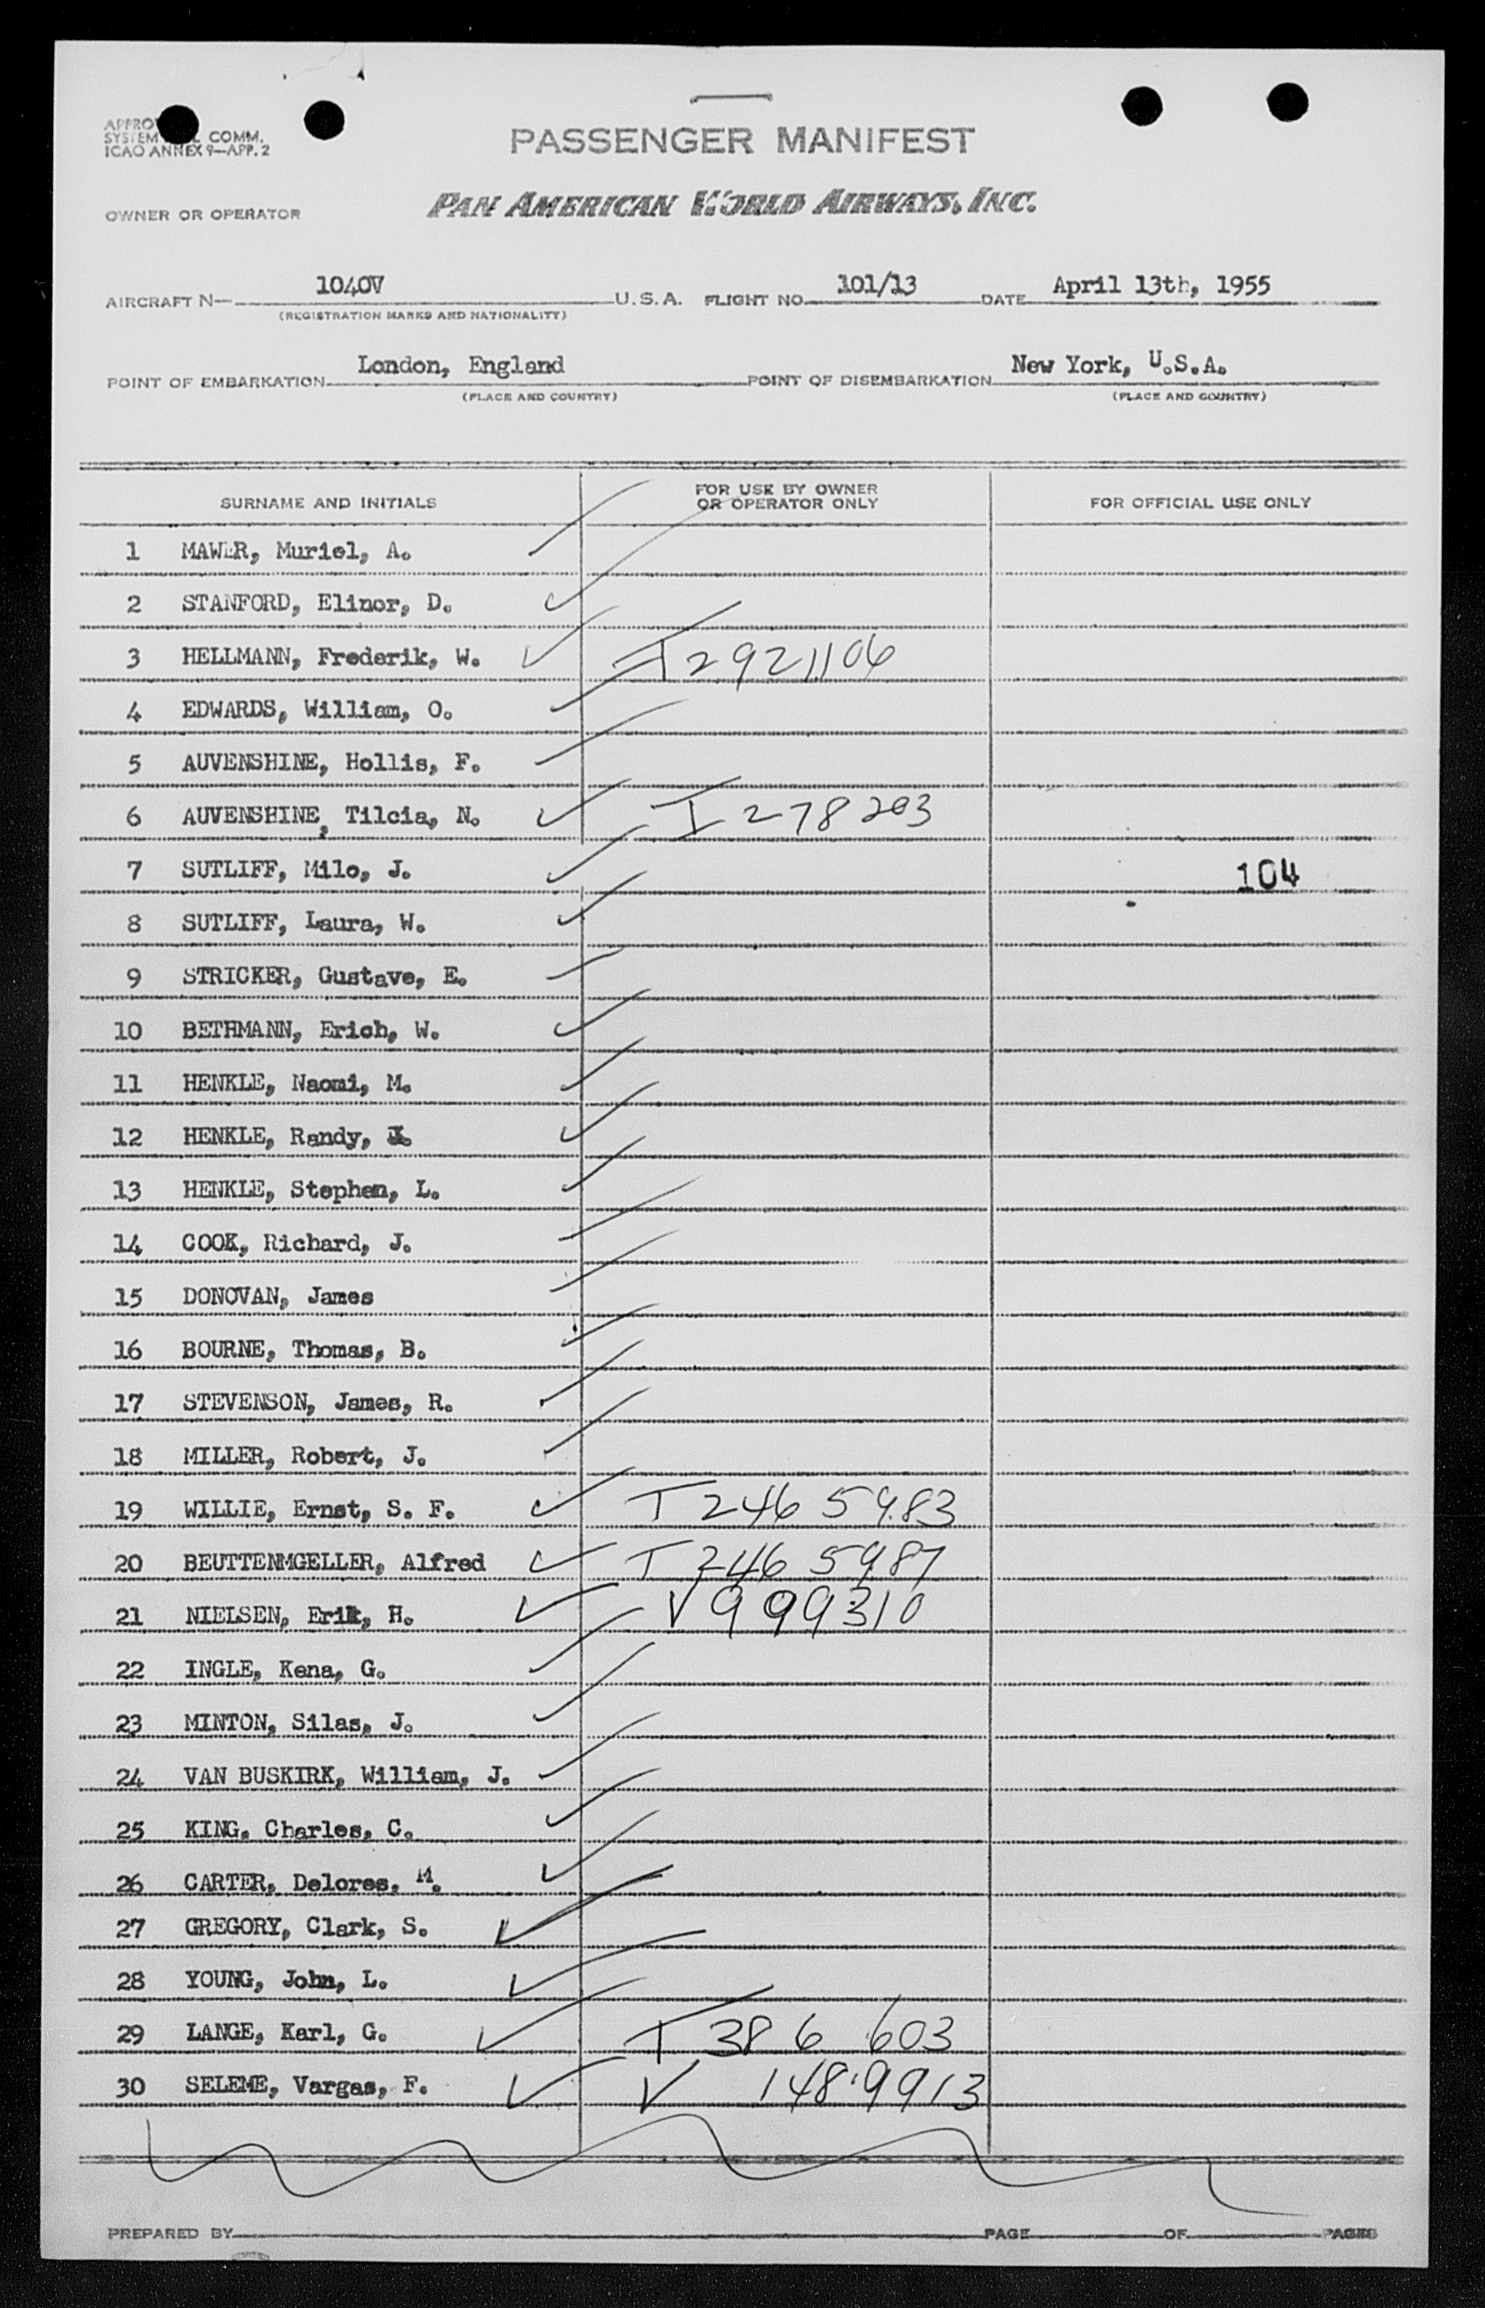 SYSTEM COMM.
ICAO ANNEX 9—APP. 2
PASSENGER MANIFEST
OWNER OR OPERATOR PAN AMERICAN WORLD AIRWAYS, INC.
AIRCRAFT N— 1040V U.S.A. FLIGHT NO. 101/13 DATE April 13th, 1955
(REGISTRATION MARKS AND NATIONALITY)
POINT OF EMBARKATION London, England POINT OF DISEMBARKATION New York, U.S.A.
(PLACE AND COUNTRY) (PLACE AND COUNTRY)
SURNAME AND INITIALS FOR USE BY OWNER OR OPERATOR ONLY FOR OFFICIAL USE ONLY
1 MAWER, Muriel, A.
2 STANFORD, Elinor, D.
3 HELLMANN, Frederik, W. T2921106
4 EDWARDS, William, O.
5 AUVENSHINE, Hollis, F.
6 AUVENSHINE, Tilcia, N. I 278203
7 SUTLIFF, Milo, J. 104
8 SUTLIFF, Laura, W.
9 STRICKER, Gustave, E.
10 BETHMANN, Erich, W.
11 HENKLE, Naomi, M.
12 HENKLE, Randy,
13 HENKLE, Stephen, L.
14 COOK, Richard, J.
15 DONOVAN, James
16 BOURNE, Thomas, B.
17 STEVENSON, James, R.
18 MILLER, Robert, J.
19 WILLIE, Ernst, S. F. T 246 5983
20 BEUTTENMGELLER, Alfred T 246 5987
21 NIELSEN, Erik, H. V 999310
22 INGLE, Kena, G.
23 MINTON, Silas, J.
24 VAN BUSKIRK, William, J.
25 KING, Charles, C.
26 CARTER, Delores, M.
27 GREGORY, Clark, S.
28 YOUNG, John, L.
29 LANGE, Karl, G. T 386 603
30 SELEME, Vargas, F. V 1489913
PREPARED BY PAGE OF PAGES